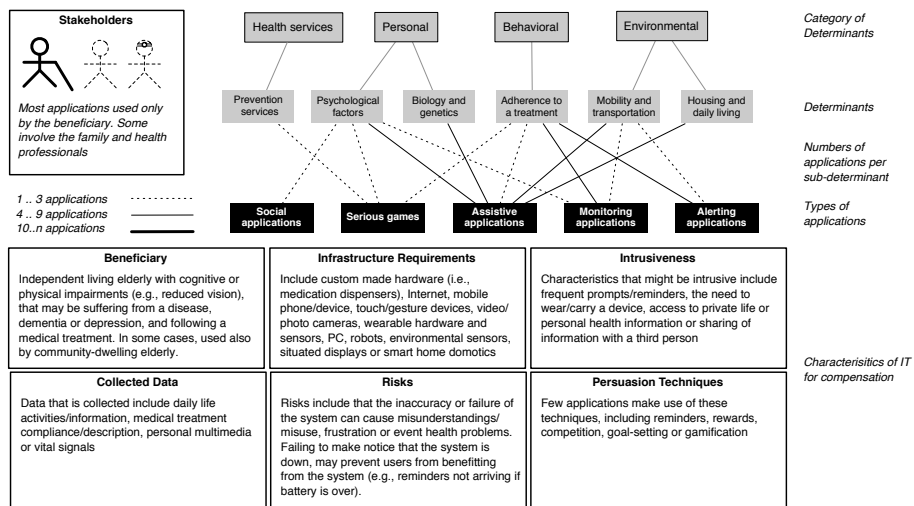 Stakeholders
Most applications used only
by the beneficiary. Some
involve the family and health
professionals
Health services
Personal
Behavioral
Environmental
Category of
Determinants
Prevention
services
Psychological
factors
Biology and
genetics
Adherence to
a treatment
Mobility and
transportation
Housing and
daily living
Determinants
Numbers of
applications per
sub-determinant
1 .. 3 applications
4 .. 9 applications
10..n appications
Social
applications
Serious games
Assistive
applications
Monitoring
applications
Alerting
applications
Types of
applications
Beneficiary
Independent living elderly with cognitive or
physical impairments (e.g., reduced vision),
that may be suffering from a disease,
dementia or depression, and following a
medical treatment. In some cases, used also
by community-dwelling elderly.
Infrastructure Requirements
Include custom made hardware (i.e.,
medication dispensers), Internet, mobile
phone/device, touch/gesture devices, video/
photo cameras, wearable hardware and
sensors, PC, robots, environmental sensors,
situated displays or smart home domotics
Intrusiveness
Characteristics that might be intrusive include
frequent prompts/reminders, the need to
wear/carry a device, access to private life or
personal health information or sharing of
information with a third person
Characterisitics of IT
for compensation
Collected Data
Data that is collected include daily life
activities/information, medical treatment
compliance/description, personal multimedia
or vital signals
Risks
Risks include that the inaccuracy or failure of
the system can cause misunderstandings/
misuse, frustration or event health problems.
Failing to make notice that the system is
down, may prevent users from benefitting
from the system (e.g., reminders not arriving if
battery is over).
Persuasion Techniques
Few applications make use of these
techniques, including reminders, rewards,
competition, goal-setting or gamification